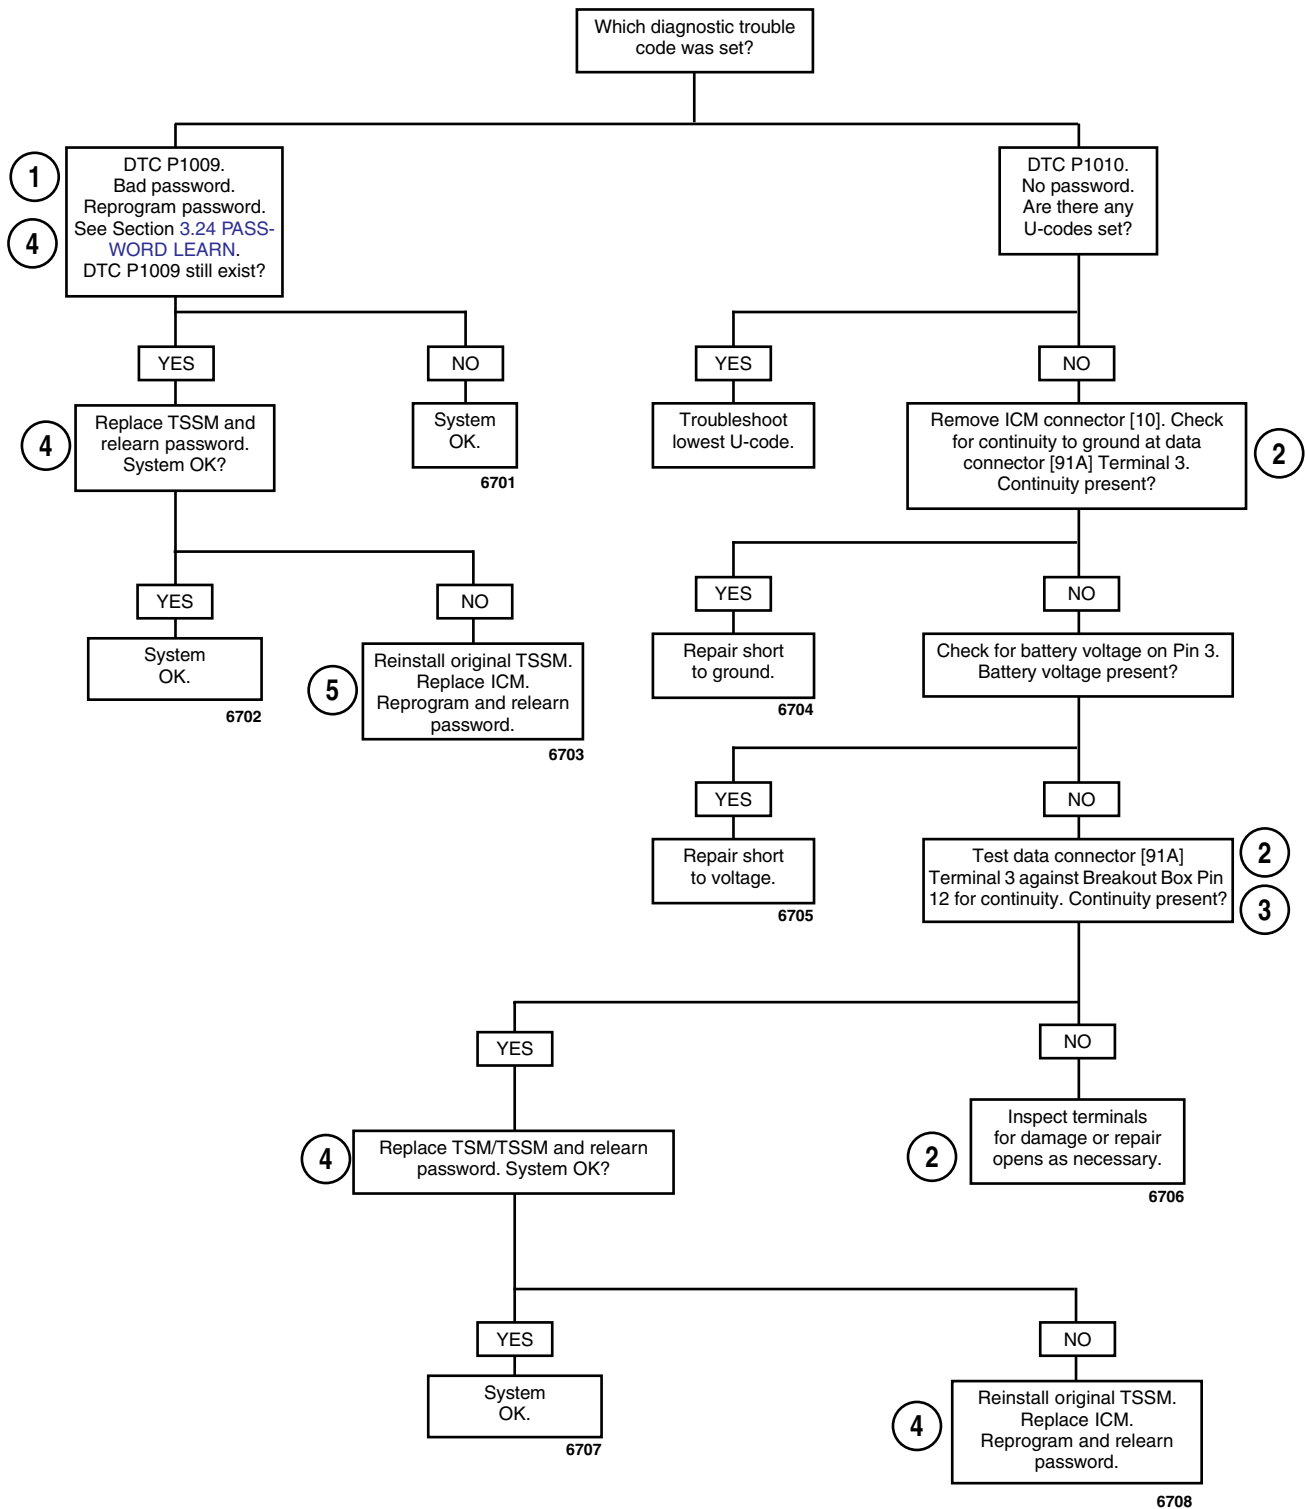 Which diagnostic trouble
code was set?
1
4
DTC P1009.
Bad password.
Reprogram password.
See Section 3.24 PASS-
WORD LEARN.
DTC P1009 still exist?
DTC P1010.
No password.
Are there any
U-codes set?
YES
NO
YES
NO
4
Replace TSSM and
relearn password.
System OK?
System
OK.
6701
Troubleshoot
lowest U-code.
Remove ICM connector [10]. Check
for continuity to ground at data
connector [91A] Terminal 3.
Continuity present?
2
YES
NO
YES
NO
System
OK.
6702
5
Reinstall original TSSM.
Replace ICM.
Reprogram and relearn
password.
6703
Repair short
to ground.
6704
Check for battery voltage on Pin 3.
Battery voltage present?
YES
NO
Repair short
to voltage.
6705
Test data connector [91A]
Terminal 3 against Breakout Box Pin
12 for continuity. Continuity present?
2
3
YES
NO
4
Replace TSM/TSSM and relearn
password. System OK?
2
Inspect terminals
for damage or repair
opens as necessary.
6706
YES
NO
System
OK.
6707
4
Reinstall original TSSM.
Replace ICM.
Reprogram and relearn
password.
6708